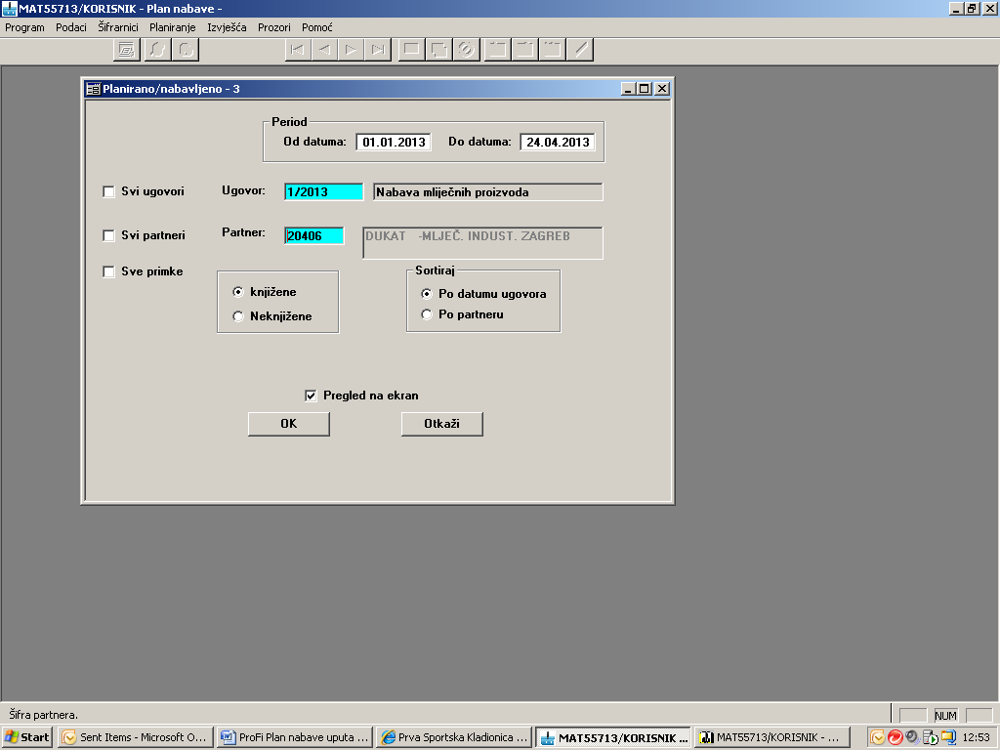 MAT55713/KORISNIK - Plan nabave -
Program Podaci Šifrarnici Planiranje Izvješća Prozori Pomoć
Planirano/nabavljeno - 3
Period
Od datuma: 01.01.2013 Do datuma: 24.04.2013
Svi ugovori Ugovor: 1/2013 Nabava mliječnih proizvoda
Svi partneri Partner: 20406 DUKAT -MLJEČ. INDUST. ZAGREB
Sve primke
knjižene
Neknjižene
Sortiraj
Po datumu ugovora
Po partneru
Pregled na ekran
OK Otkaži
Šifra partnera.
NUM
Start Sent Items - Microsoft O... ProFi Plan nabave uputa ... Prva Sportska Kladionica ... MAT55713/KORISNIK ... MAT55713/KORISNIK - ... 12:53